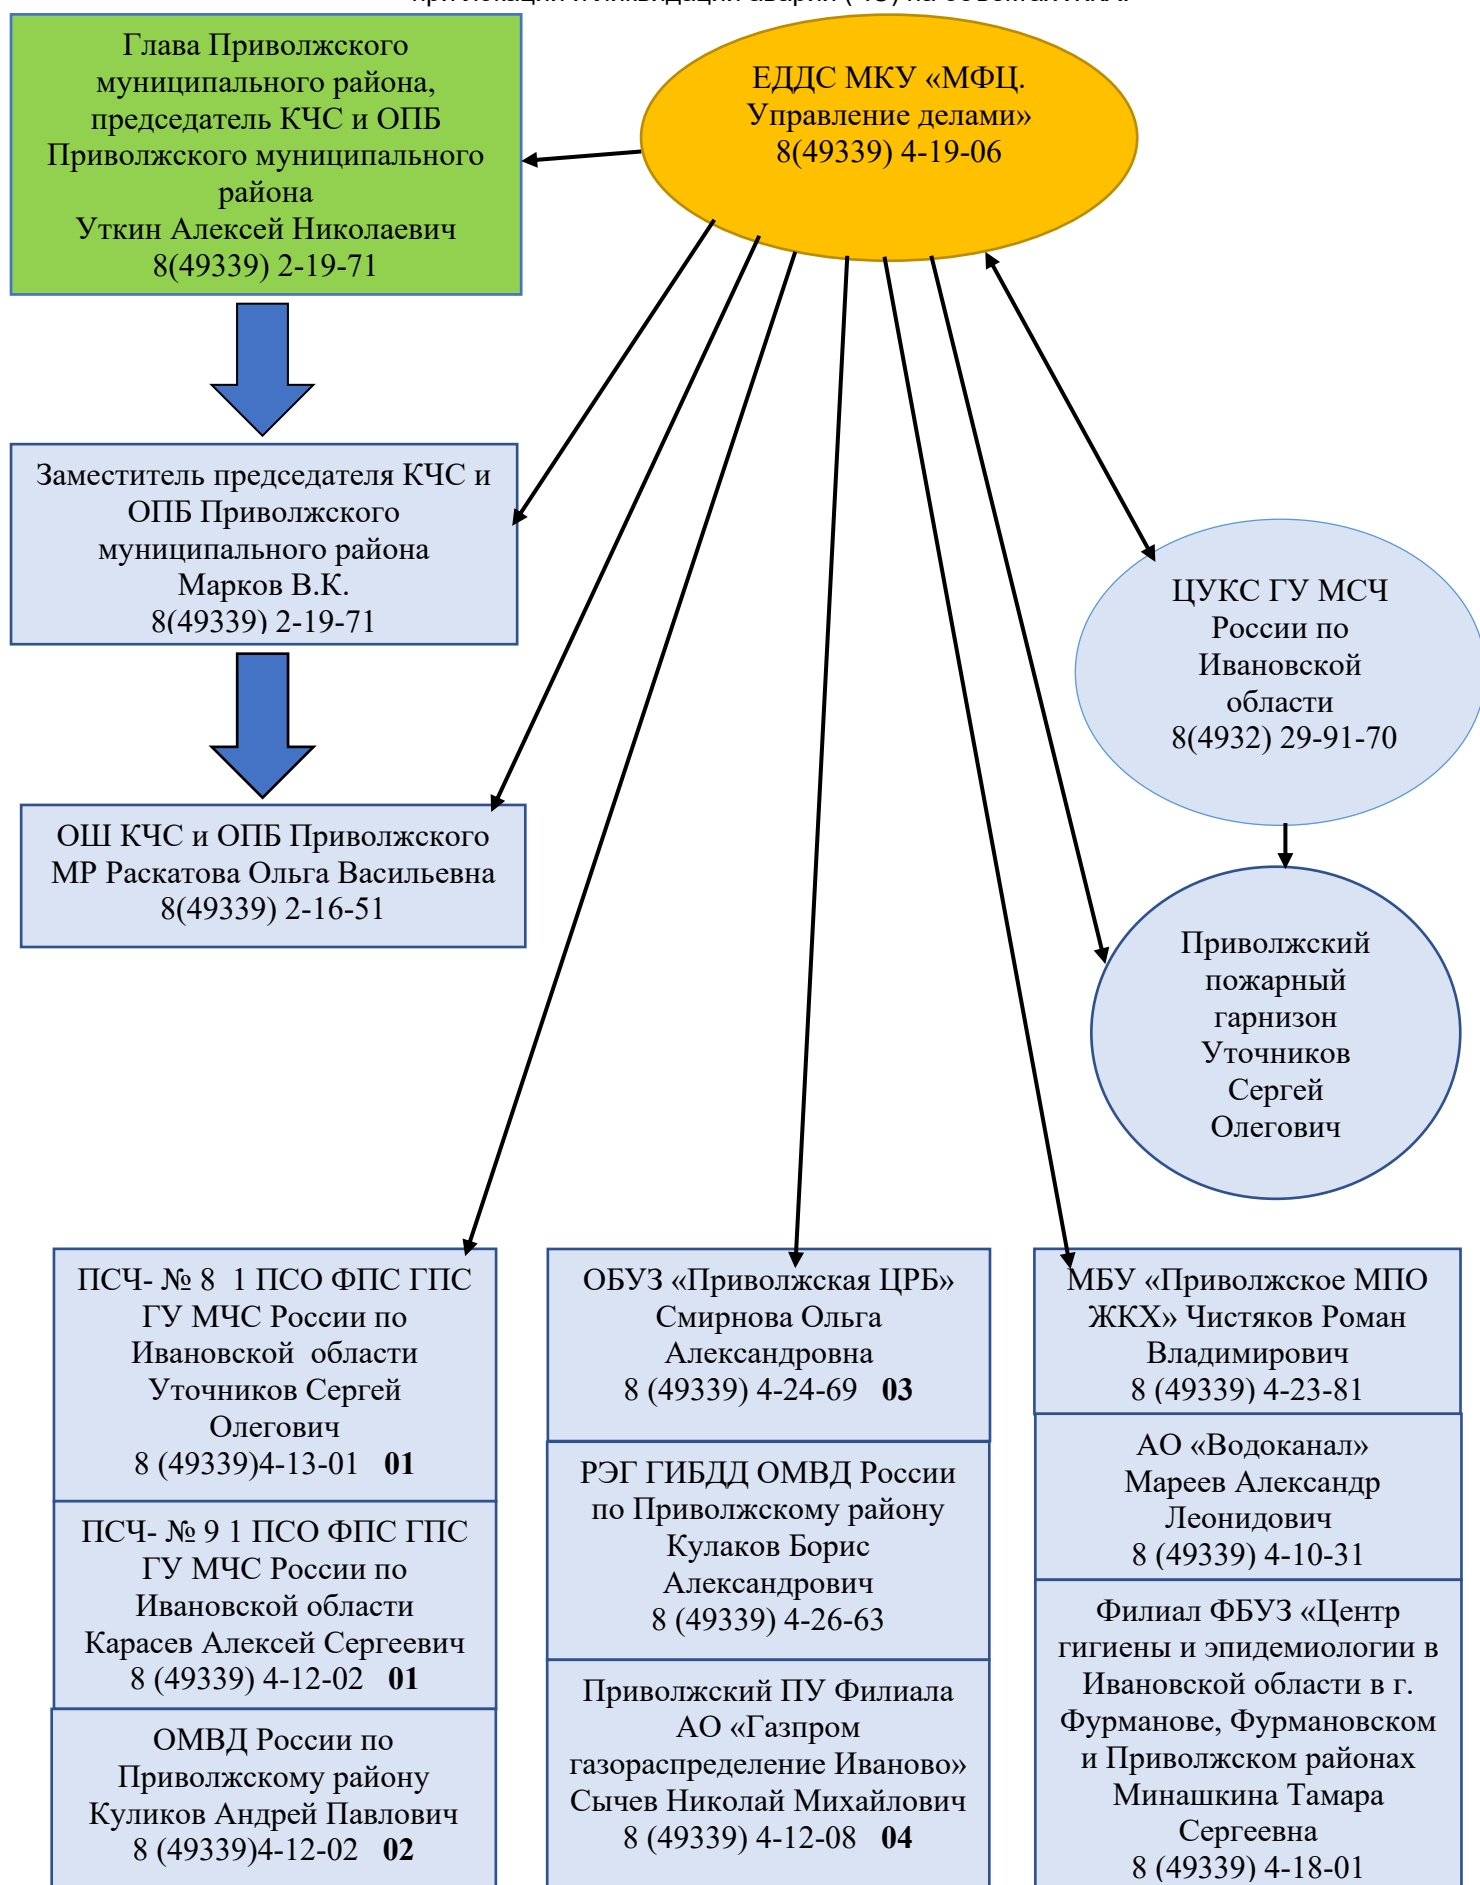 Глава Приволжского
муниципального района,
председатель КЧС и ОПБ
Приволжского муниципального
района
Уткин Алексей Николаевич
8(49339) 2-19-71
ЕДДС МКУ «МФЦ.
Управление делами»
8(49339) 4-19-06
Заместитель председателя КЧС и
ОПБ Приволжского
муниципального района
Марков В.К.
8(49339) 2-19-71
ЦУКС ГУ МСЧ
России по
Ивановской
области
8(4932) 29-91-70
ОШ КЧС и ОПБ Приволжского
МР Раскатова Ольга Васильевна
8(49339) 2-16-51
Приволжский
пожарный
гарнизон
Уточников
Сергей
Олегович
ПСЧ- № 8 1 ПСО ФПС ГПС
ГУ МЧС России по
Ивановской области
Уточников Сергей
Олегович
8 (49339)4-13-01 01
ПСЧ- № 9 1 ПСО ФПС ГПС
ГУ МЧС России по
Ивановской области
Карасев Алексей Сергеевич
8 (49339) 4-12-02 01
ОМВД России по
Приволжскому району
Куликов Андрей Павлович
8 (49339)4-12-02 02
ОБУЗ «Приволжская ЦРБ»
Смирнова Ольга
Александровна
8 (49339) 4-24-69 03
РЭГ ГИБДД ОМВД России
по Приволжскому району
Кулаков Борис
Александрович
8 (49339) 4-26-63
Приволжский ПУ Филиала
АО «Газпром
газораспределение Иваново»
Сычев Николай Михайлович
8 (49339) 4-12-08 04
МБУ «Приволжское МПО
ЖКХ» Чистяков Роман
Владимирович
8 (49339) 4-23-81
АО «Водоканал»
Мареев Александр
Леонидович
8 (49339) 4-10-31
Филиал ФБУЗ «Центр
гигиены и эпидемиологии в
Ивановской области в г.
Фурманове, Фурмановском
и Приволжском районах
Минашкина Тамара
Сергеевна
8 (49339) 4-18-01